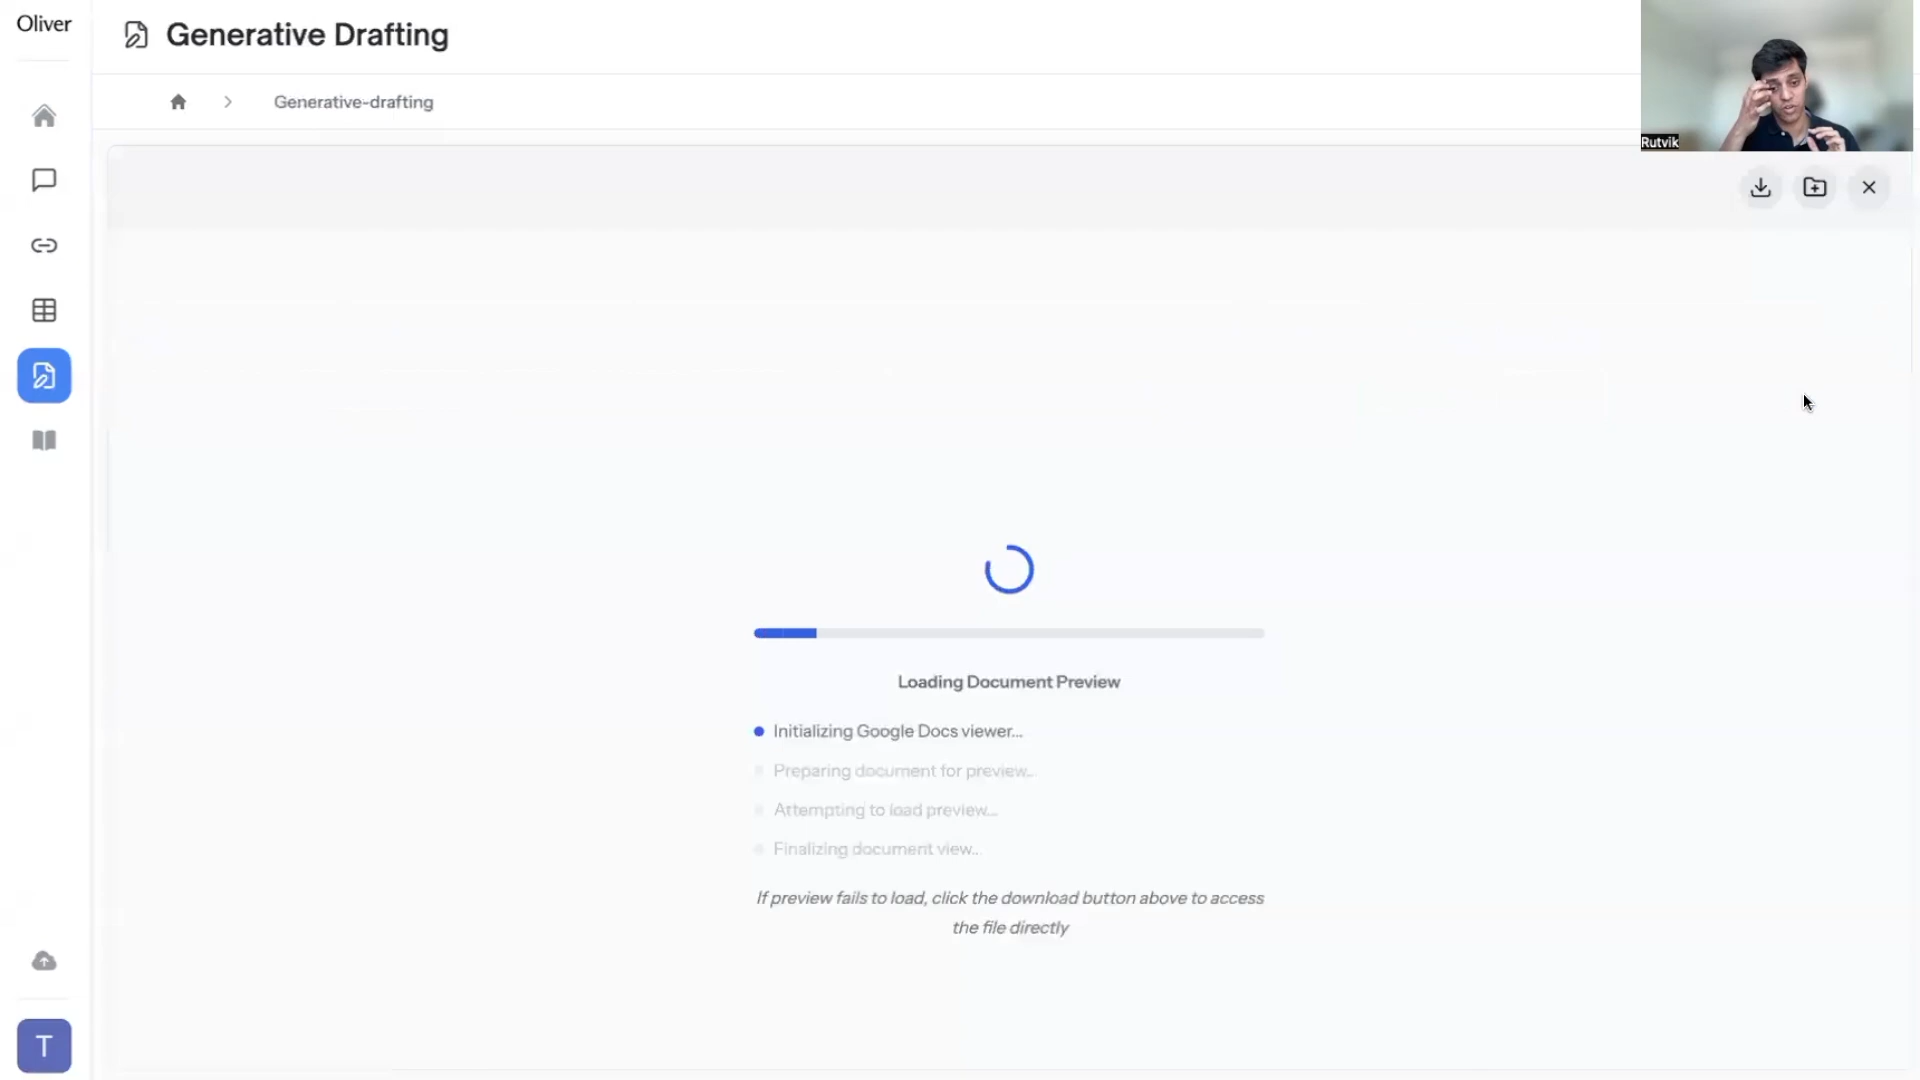 Oliver
Generative Drafting
Generative-drafting
Rutvik
Loading Document Preview
Initializing Google Docs viewer...
Preparing document for preview...
Attempting to load preview...
Finalizing document view...
If preview fails to load, click the download button above to access
the file directly
T